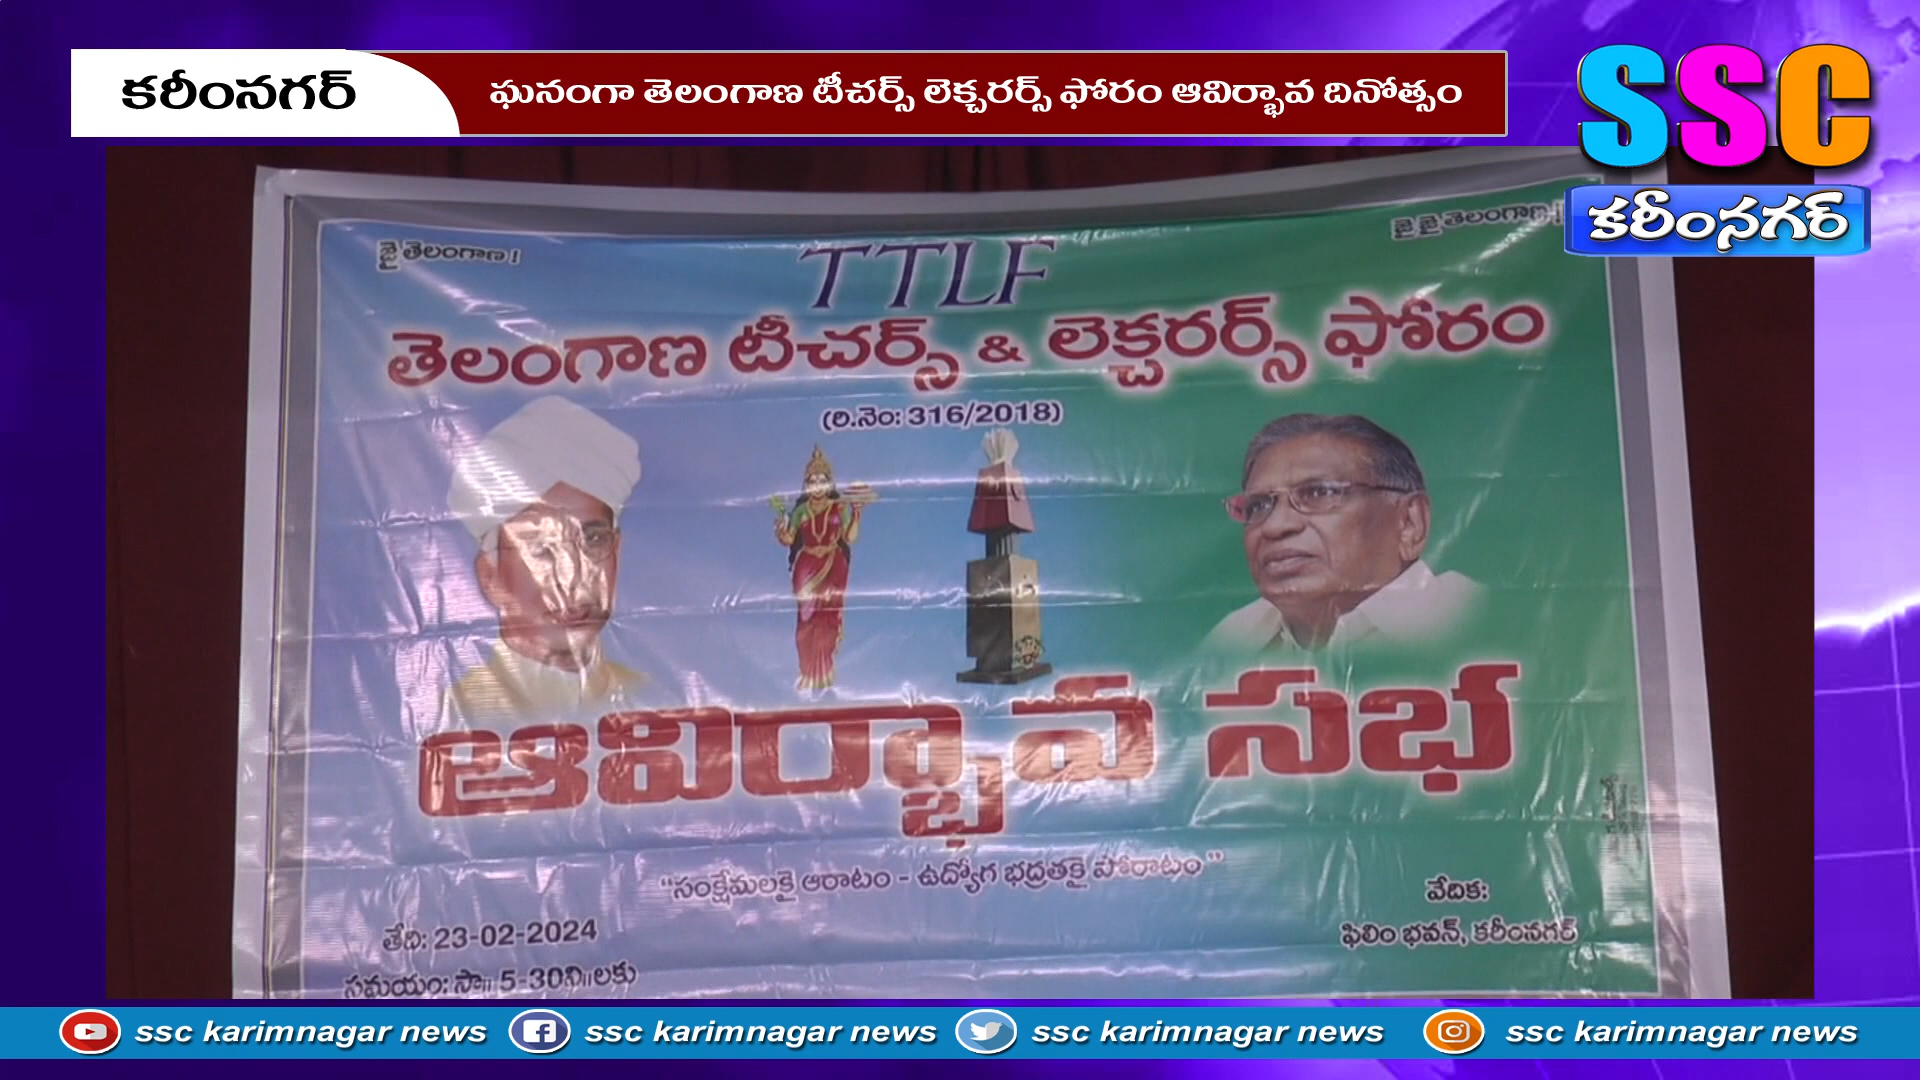 కరీంనగర్
ఘనంగా తెలంగాణ టీచర్స్ లెక్చరర్స్ ఫోరం ఆవిర్భావ దినోత్సం
SSC
కరీంనగర్
జై తెలంగాణ !
జై జై తెలంగాణ !
TTLF
తెలంగాణ టీచర్స్ & లెక్చరర్స్ ఫోరం
(రి.నెం: 316/2018)
ఆవిర్భావ సభ
"సంక్షేమలకై ఆరాటం - ఉద్యోగ భద్రతకై పోరాటం"
తేది: 23-02-2024
సమయం: సా॥ 5-30ని॥లకు
వేదిక:
ఫిలిం భవన్, కరీంనగర్
ssc karimnagar news
ssc karimnagar news
ssc karimnagar news
ssc karimnagar news